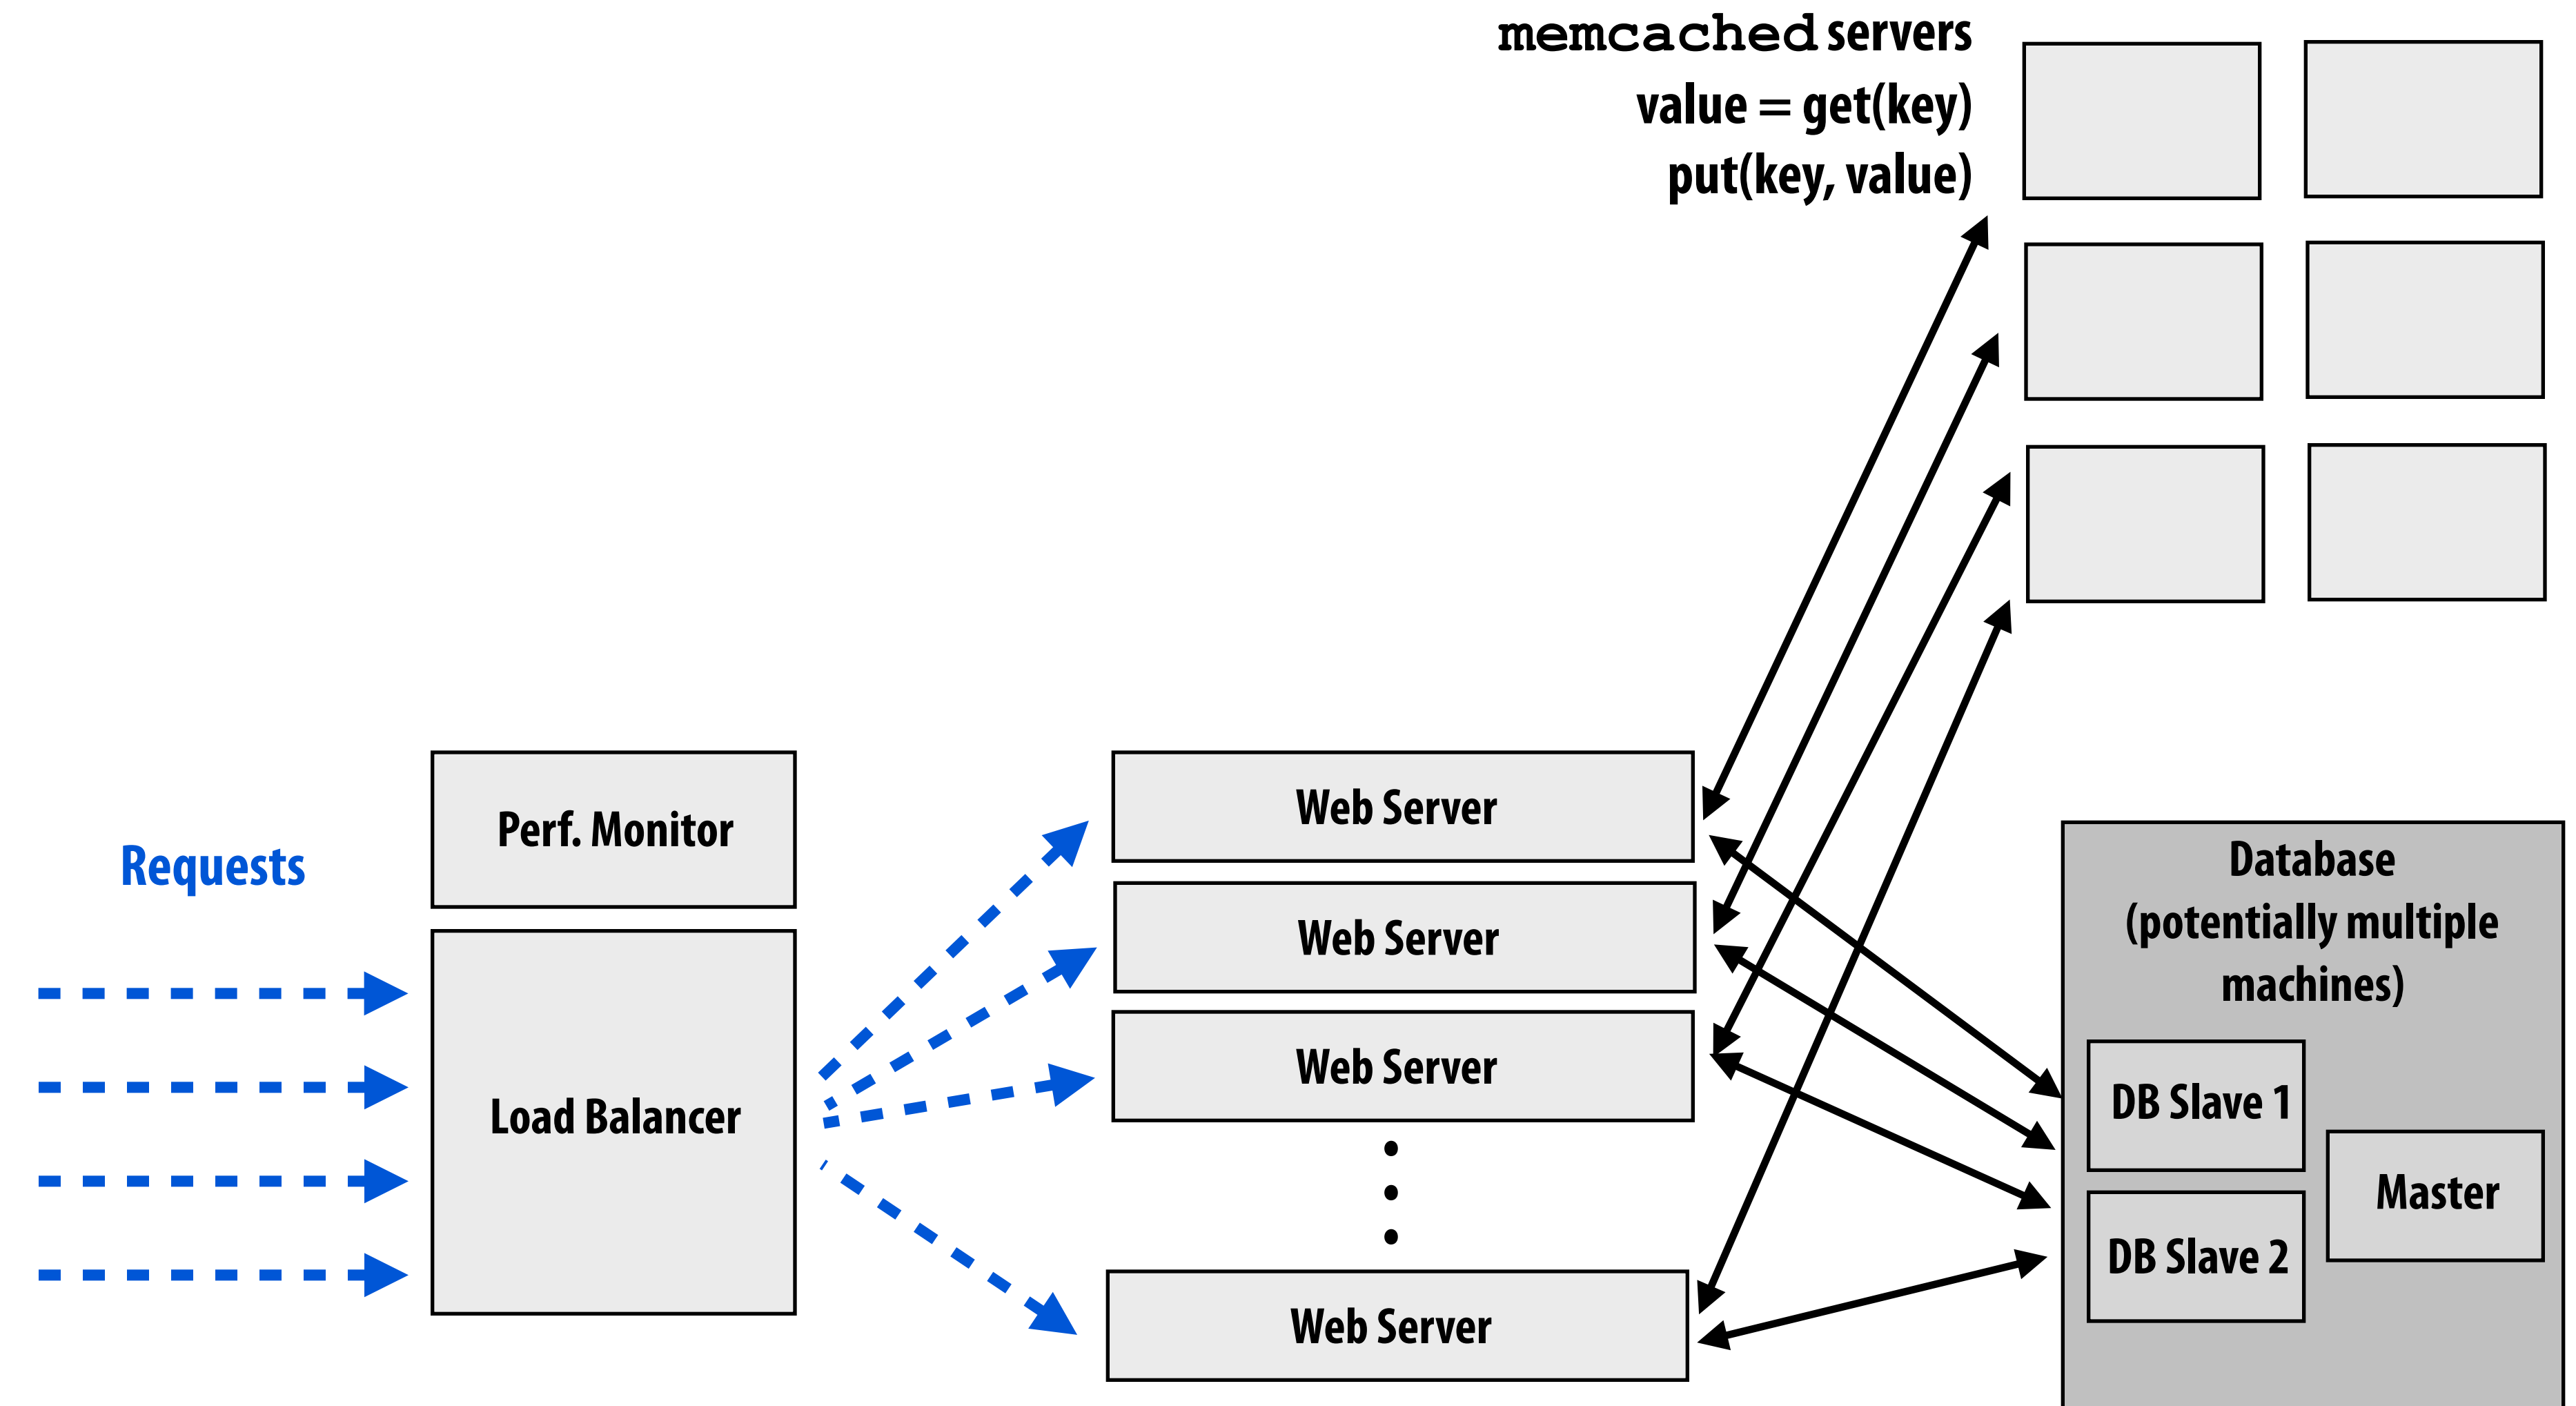 memcached servers
value = get(key)
put(key, value)
Requests
Perf. Monitor
Load Balancer
Web Server
Web Server
Web Server
Web Server
Database
(potentially multiple
machines)
DB Slave 1
Master
DB Slave 2